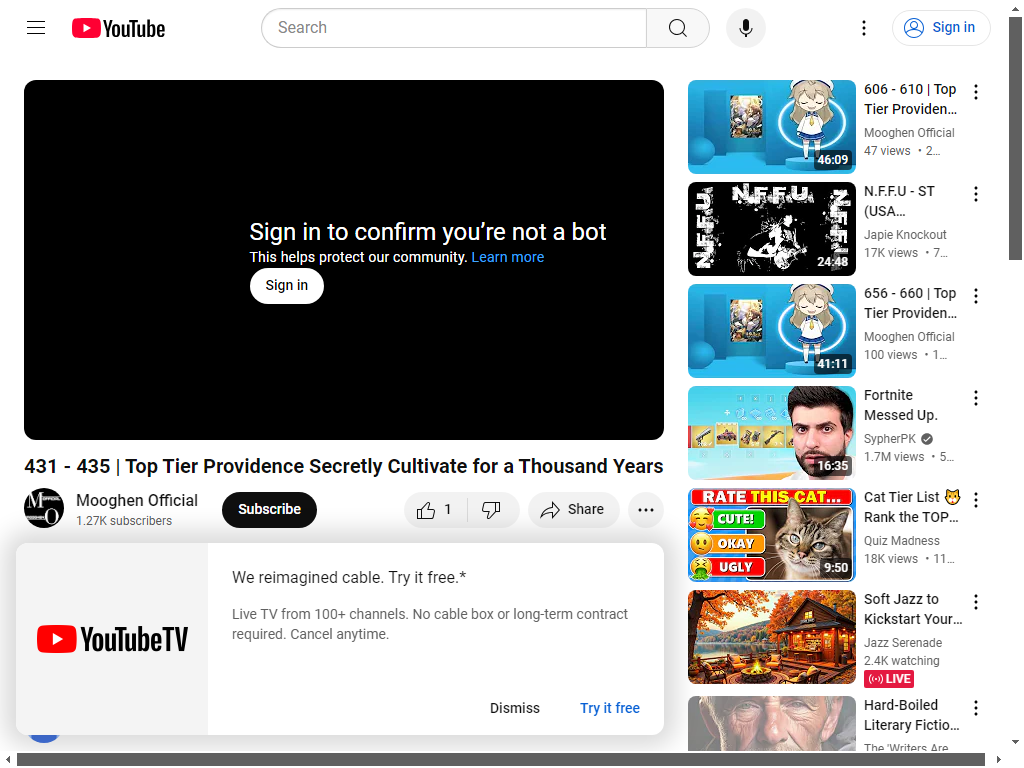 YouTube
Search
Sign in
Sign in to confirm you’re not a bot
This helps protect our community. Learn more
Sign in
431 - 435 | Top Tier Providence Secretly Cultivate for a Thousand Years
Mooghen Official
1.27K subscribers
Subscribe
1
Share
YouTubeTV
We reimagined cable. Try it free.*
Live TV from 100+ channels. No cable box or long-term contract
required. Cancel anytime.
Dismiss
Try it free
46:09
606 - 610 | Top
Tier Providen…
Mooghen Official
47 views • 2…
N.F.F.U.
N.F.F.U
N.F.F.U
24:48
N.F.F.U - ST
(USA…
Japie Knockout
17K views • 7…
41:11
656 - 660 | Top
Tier Providen…
Mooghen Official
100 views • 1…
16:35
Fortnite
Messed Up.
SypherPK
1.7M views • 5…
RATE THIS CAT...
CUTE!
OKAY
UGLY
9:50
Cat Tier List 🐱
Rank the TOP…
Quiz Madness
18K views • 11…
Soft Jazz to
Kickstart Your…
Jazz Serenade
2.4K watching
LIVE
Hard-Boiled
Literary Fictio…
The 'Writers Are